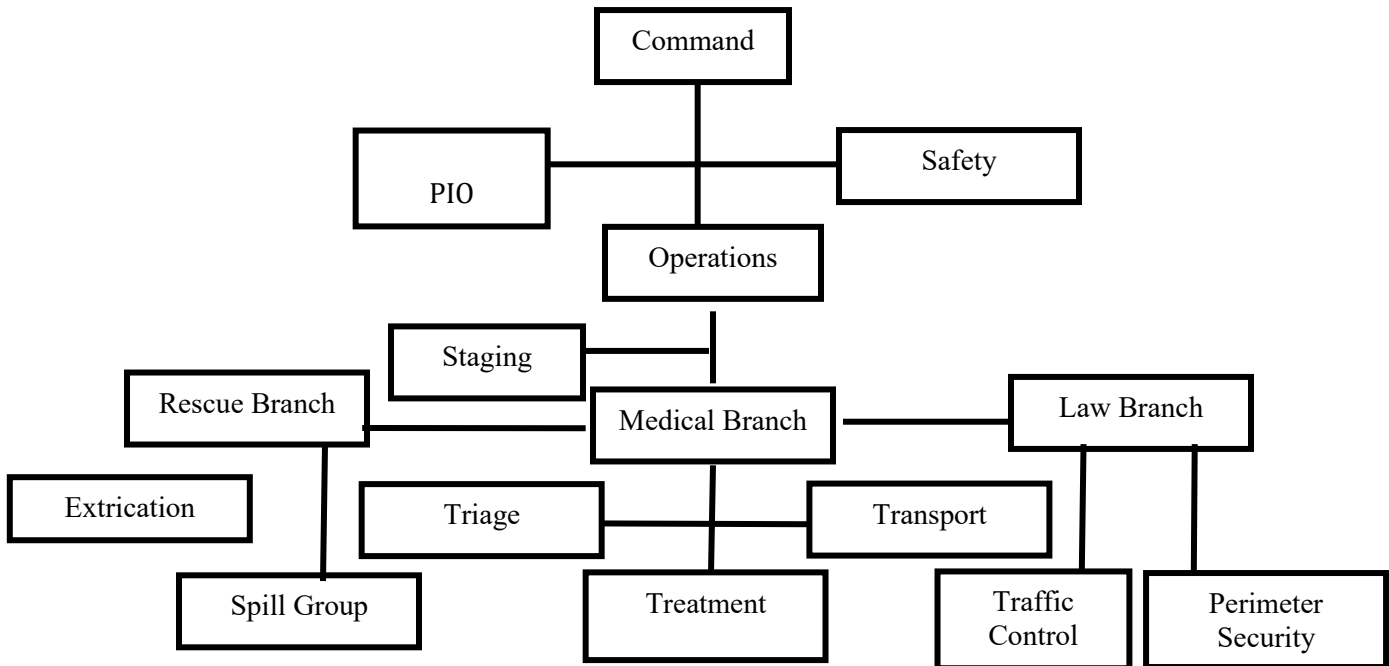 Command
PIO
Safety
Operations
Staging
Rescue Branch
Medical Branch
Law Branch
Extrication
Triage
Transport
Spill Group
Treatment
Traffic
Control
Perimeter
Security